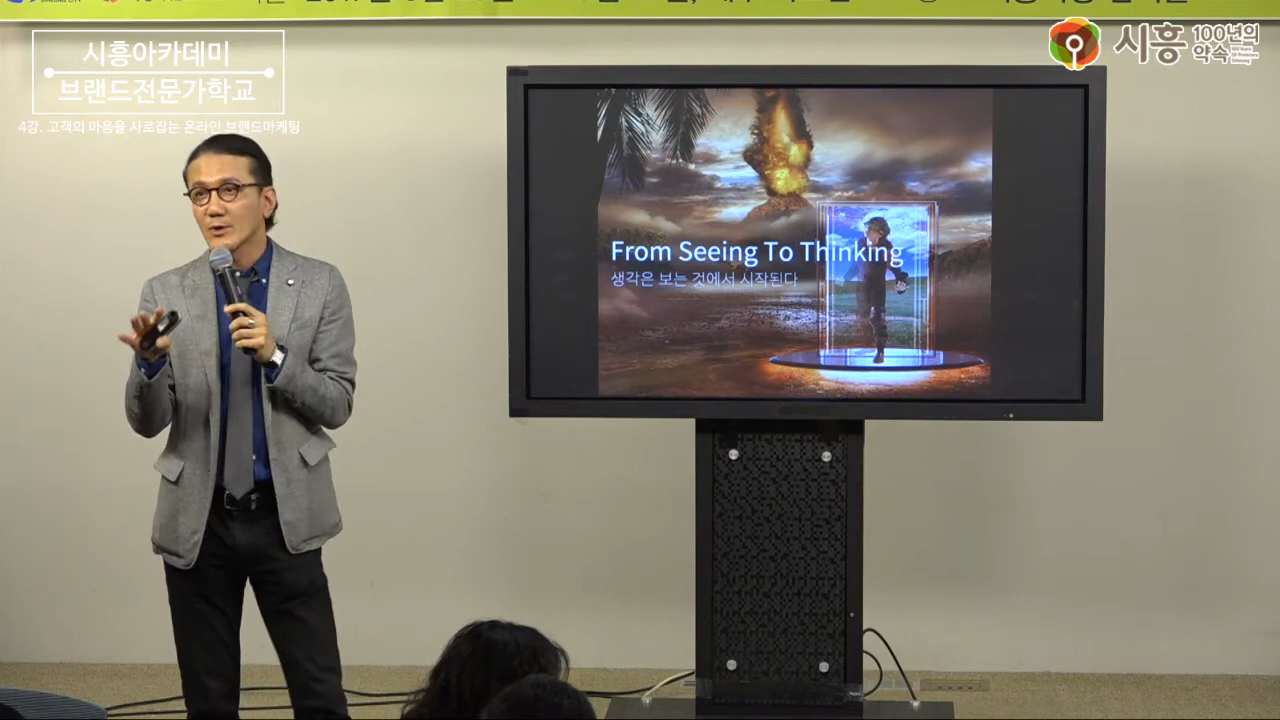 시흥아카데미
브랜드전문가학교
4강. 고객의 마음을 사로잡는 온라인 브랜드마케팅
시흥 100년의
약속
From Seeing To Thinking
생각은 보는 것에서 시작된다